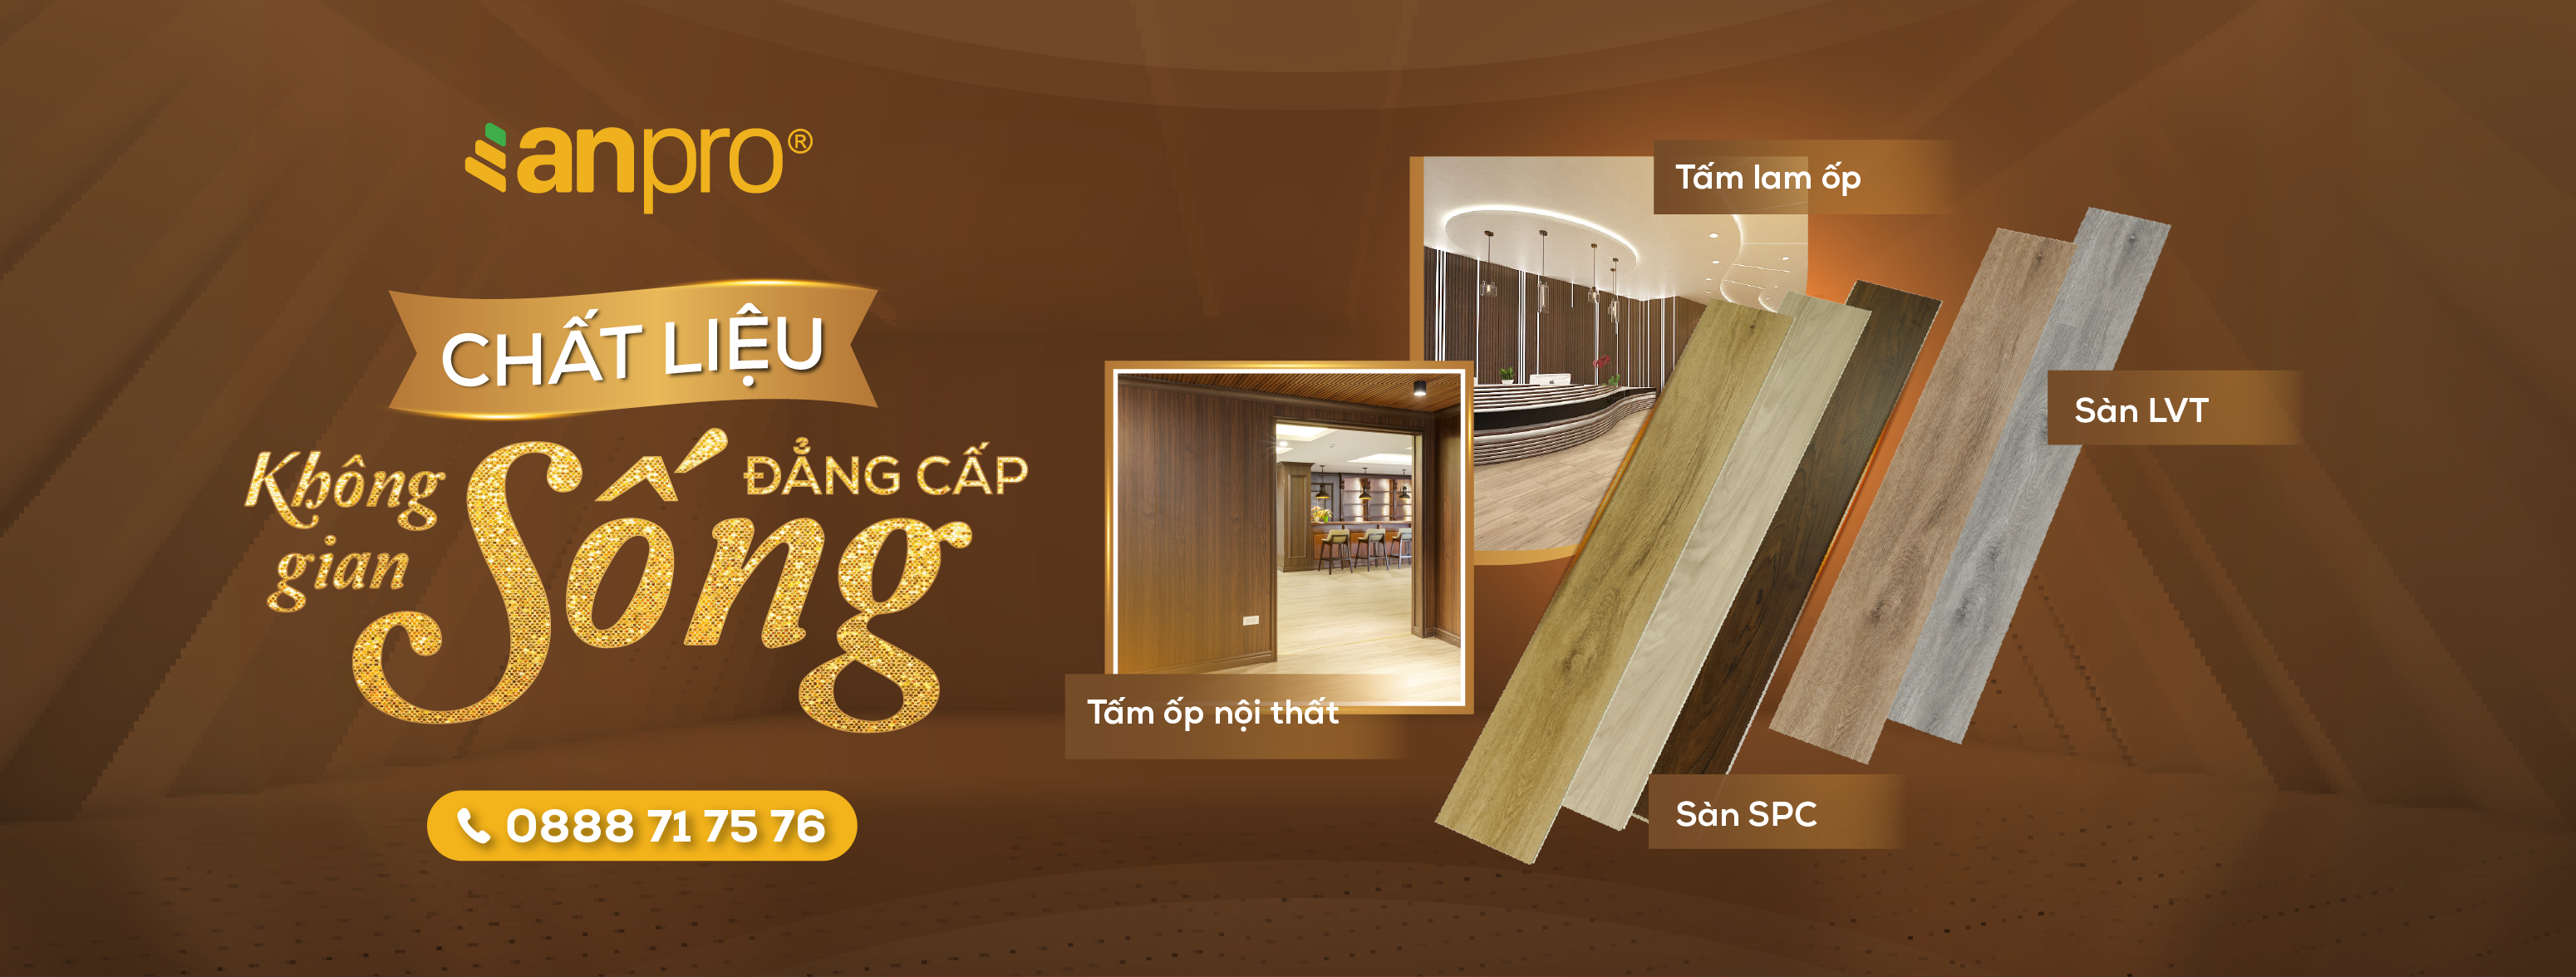 anpro®
CHẤT LIỆU
Không gian
Sống
ĐẲNG CẤP
0888 71 75 76
Tấm lam ốp
Tấm ốp nội thất
Sàn LVT
Sàn SPC